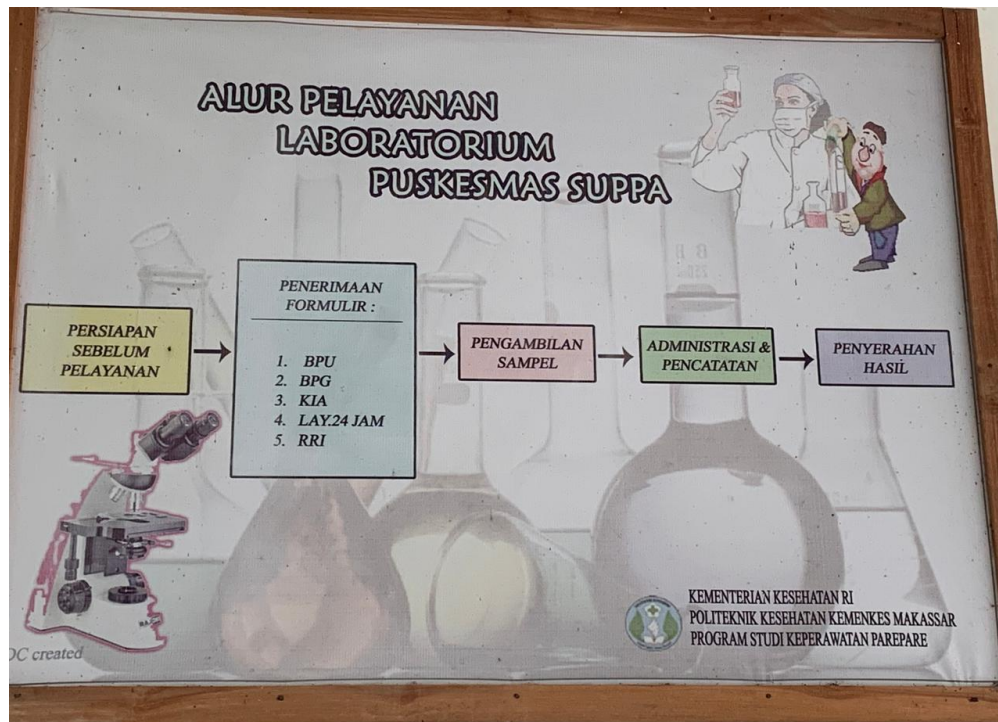 ALUR PELAYANAN
LABORATORIUM
PUSKESMAS SUPPA
PERSIAPAN
SEBELUM
PELAYANAN
PENERIMAAN
FORMULIR :
1. BPU
2. BPG
3. KIA
4. LAY.24 JAM
5. RRI
PENGAMBILAN
SAMPEL
ADMINISTRASI &
PENCATATAN
PENYERAHAN
HASIL
KEMENTERIAN KESEHATAN RI
POLITEKNIK KESEHATAN KEMENKES MAKASSAR
PROGRAM STUDI KEPERAWATAN PAREPARE
created